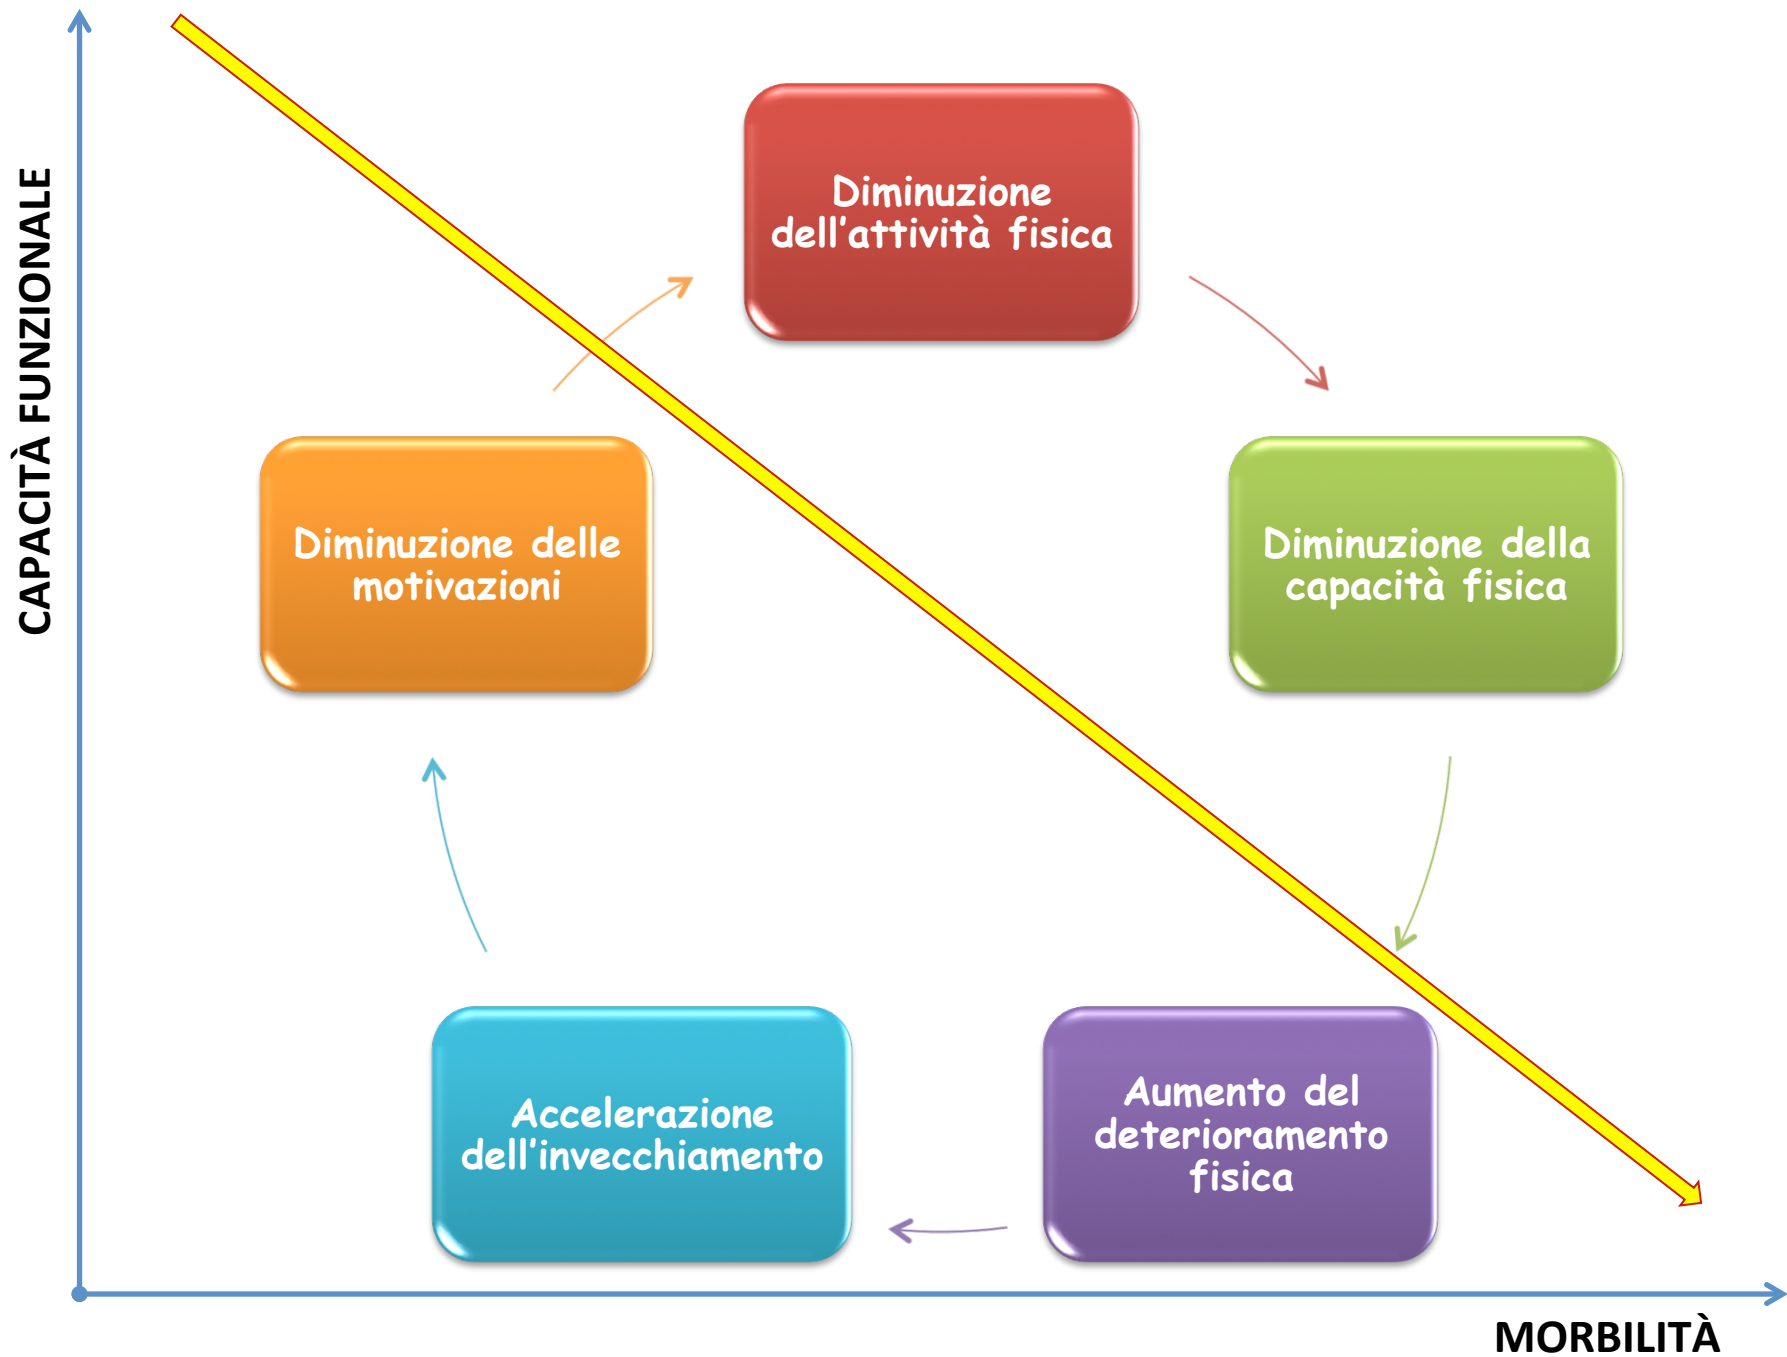 CAPACITÀ FUNZIONALE
Diminuzione
dell'attività fisica
Diminuzione della
capacità fisica
Aumento del
deterioramento
fisica
Accelerazione
dell'invecchiamento
Diminuzione delle
motivazioni
MORBILITÀ